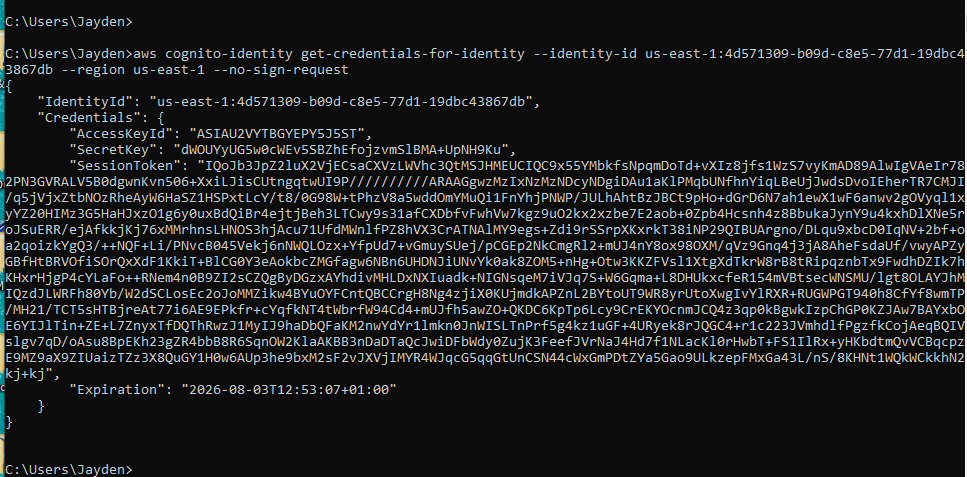 C:\Users\Jayden>
C:\Users\Jayden>aws cognito-identity get-credentials-for-identity --identity-id us-east-1:4d571309-b09d-c8e5-77d1-19dbc4
3867db --region us-east-1 --no-sign-request
{
    "IdentityId": "us-east-1:4d571309-b09d-c8e5-77d1-19dbc43867db",
    "Credentials": {
        "AccessKeyId": "ASIAU2VYTBGYEPY5J5ST",
        "SecretKey": "dWOUYyUG5w0cWEv5SBZhEfojzvmSlBMA+UpNH9Ku",
        "SessionToken": "IQoJb3JpZ2luX2VjECsaCXVzLWVhc3QtMSJHMEUCIQC9x55YMbkfsNpqmDoTd+vXIz8jfs1WzS7vyKmAD89AlwIgVAeIr78
2PN3GVRALV5B0dgwnKvn506+XxiLJisCUtngqtwUI9P//////////ARAAGgwzMzIxNzMzNDcyNDgiDAu1aKlPMqbUNfhnYiqLBeUjJwdsDvoIEherTR7CMJI
/q5jVjxZtbNOzRheAyW6HaSZ1HSPxtLcY/t8/0G98W+tPhzV8a5wddOmYMuQi1FnYhjPNWP/JULhAhtBzJBCt9pHo+dGrD6N7ah1ewX1wF6anwv2gOVyql1x
yYZ20HIMz3G5HaHJxzO1g6y0uxBdQiBr4ejtjBeh3LTCwy9s31afCXDbfvFwhVw7kgz9uO2kx2xzbe7E2aob+0Zpb4Hcsnh4z8BbukaJynY9u4kxhDlXNe5r
oJSuERR/ejAfkkjKj76xMMrhnsLHNOS3hjAcu71UfdMWnlfPZ8hVX3CrATNAlMY9egs+Zdi9rSSrpXKxrkT38iNP29QIBUArgno/DLqu9xbcD0IqNV+2bf+o
a2qoizkYgQ3/++NQF+Li/PNvcB045Vekj6nNWQLOzx+YfpUd7+vGmuySUej/pCGEp2NkCmgRl2+mUJ4nY8ox98OXM/qVz9Gnq4j3jA8AheFsdaUf/vwyAPZy
GBfHtBRVOfiSOrQxXdF1KkiT+BlCG0Y3eAokbcZMGfagw6NBn6UHDNJiUNvYk0ak8ZOM5+nHg+Otw3KKZFVsl1XtgXdTkrW8rB8tRipqznbTx9FwdhDZIk7h
KHxrHjgP4cYLaFo++RNem4n0B9ZI2sCZQgByDGzxAYhdivMHLDxNXIuadk+NIGNsqeM7iVJq7S+W6Gqma+L8DHUkxcfeR154mVBtsecWNSMU/lgt8OLAYJhM
IQzdJLWRFh80Yb/W2dSCLosEc2oJoMMZikw4BYuOYFCntQBCCrgH8Ng4zjiX0KUjmdkAPZnL2BYtoUT9WR8yrUtoXwgIvYlRXR+RUGWPGT940h8CfYf8wmTP
/MH21/TCT5sHTBjreAt77i6AE9EPkfr+cYqfkNT4tWbrfW94Cd4+mUJfh5awZO+QKDC6KpTp6Lcy9CrEKYOcnmJCQ4z3qp0kBgwkIzpChGP0KZJAw7BAYxbO
E6YIJlTin+ZE+L7ZnyxTfDQThRwzJ1MyIJ9haDbQFaKM2nwYdYr1lmkn0JnWISLTnPrf5g4kz1uGF+4URyek8rJQGC4+r1c223JVmhdlfPgzfkCojAeqBQIV
slgv7qD/oAsu8BpEKh23gZR4bbB8R6SqnOW2KlaAKBB3nDaDTaQcJwiDFbWdy0ZujK3FeefJVrNaJ4Hd7f1NLacKl0rHwbT+FS1IlRx+yHKbdtmQvVCBqcpz
E9MZ9aX9ZIUaizTZz3X8QuGY1H0w6AUp3he9bxM2sF2vJXVjIMYR4WJqcG5qqGtUnCSN44cWxGmPDtZYa5Gao9ULkzepFMxGa43L/nS/8KHNt1WQkWCkkhN2
kj+kj",
        "Expiration": "2026-08-03T12:53:07+01:00"
    }
}
C:\Users\Jayden>